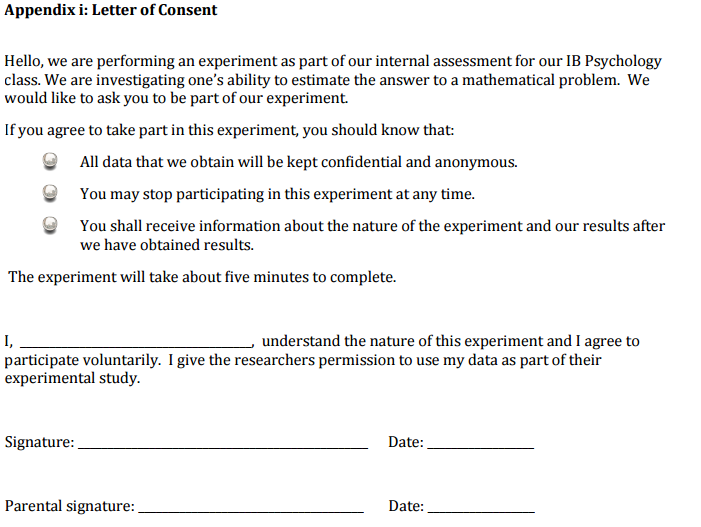 Appendix i: Letter of Consent
Hello, we are performing an experiment as part of our internal assessment for our IB Psychology
class. We are investigating one's ability to estimate the answer to a mathematical problem.  We
would like to ask you to be part of our experiment.
If you agree to take part in this experiment, you should know that:
All data that we obtain will be kept confidential and anonymous.
You may stop participating in this experiment at any time.
You shall receive information about the nature of the experiment and our results after
we have obtained results.
The experiment will take about five minutes to complete.
I, _________________________________, understand the nature of this experiment and I agree to
participate voluntarily.  I give the researchers permission to use my data as part of their
experimental study.
Signature: _________________________________________ Date: _______________
Parental signature: ________________________________ Date: _______________